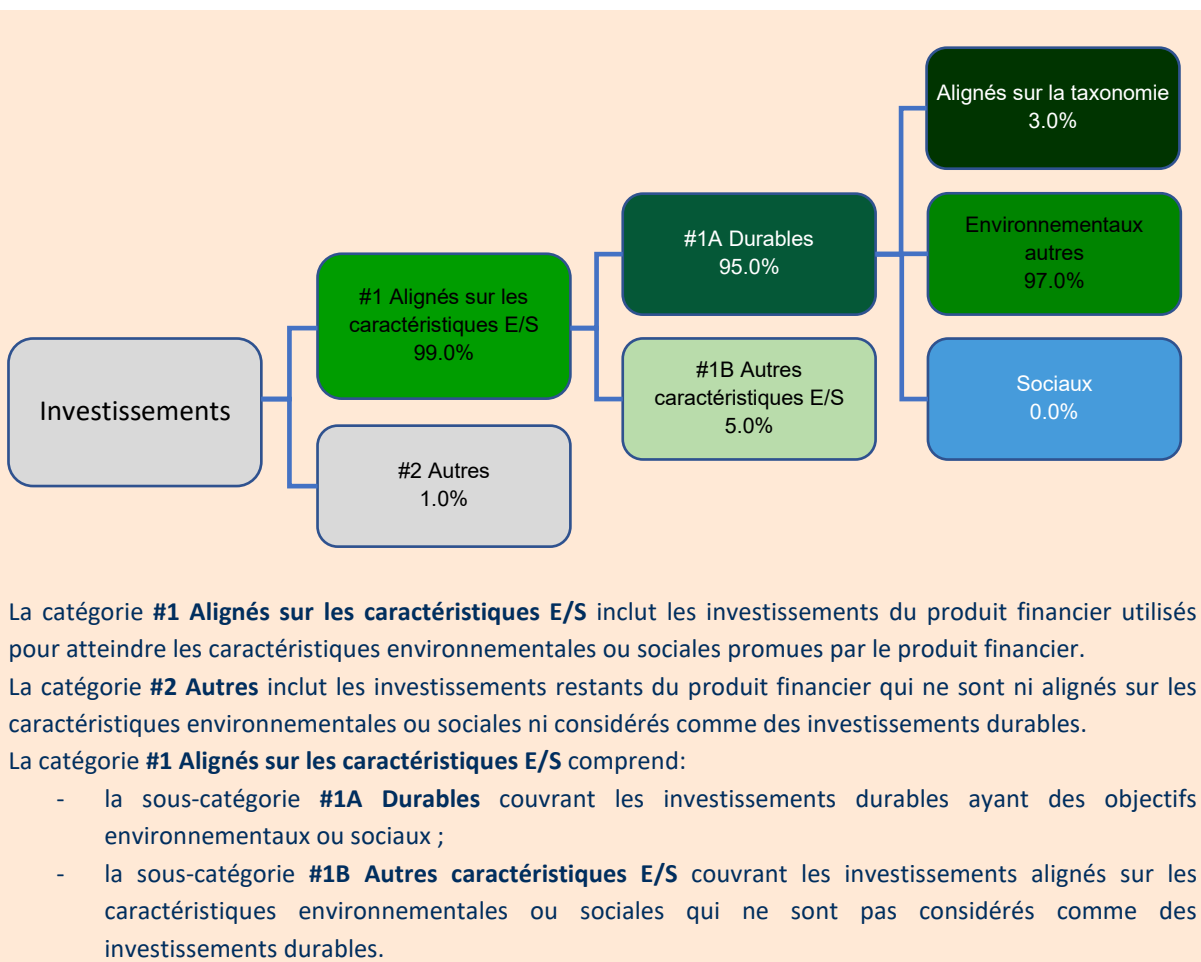 Investissements
#1 Alignés sur les
caractéristiques E/S
99.0%
#2 Autres
1.0%
#1A Durables
95.0%
#1B Autres
caractéristiques E/S
5.0%
Alignés sur la taxonomie
3.0%
Environnementaux
autres
97.0%
Sociaux
0.0%
La catégorie #1 Alignés sur les caractéristiques E/S inclut les investissements du produit financier utilisés
pour atteindre les caractéristiques environnementales ou sociales promues par le produit financier.
La catégorie #2 Autres inclut les investissements restants du produit financier qui ne sont ni alignés sur les
caractéristiques environnementales ou sociales ni considérés comme des investissements durables.
La catégorie #1 Alignés sur les caractéristiques E/S comprend:
- la sous-catégorie #1A Durables couvrant les investissements durables ayant des objectifs
environnementaux ou sociaux ;
- la sous-catégorie #1B Autres caractéristiques E/S couvrant les investissements alignés sur les
caractéristiques environnementales ou sociales qui ne sont pas considérés comme des
investissements durables.